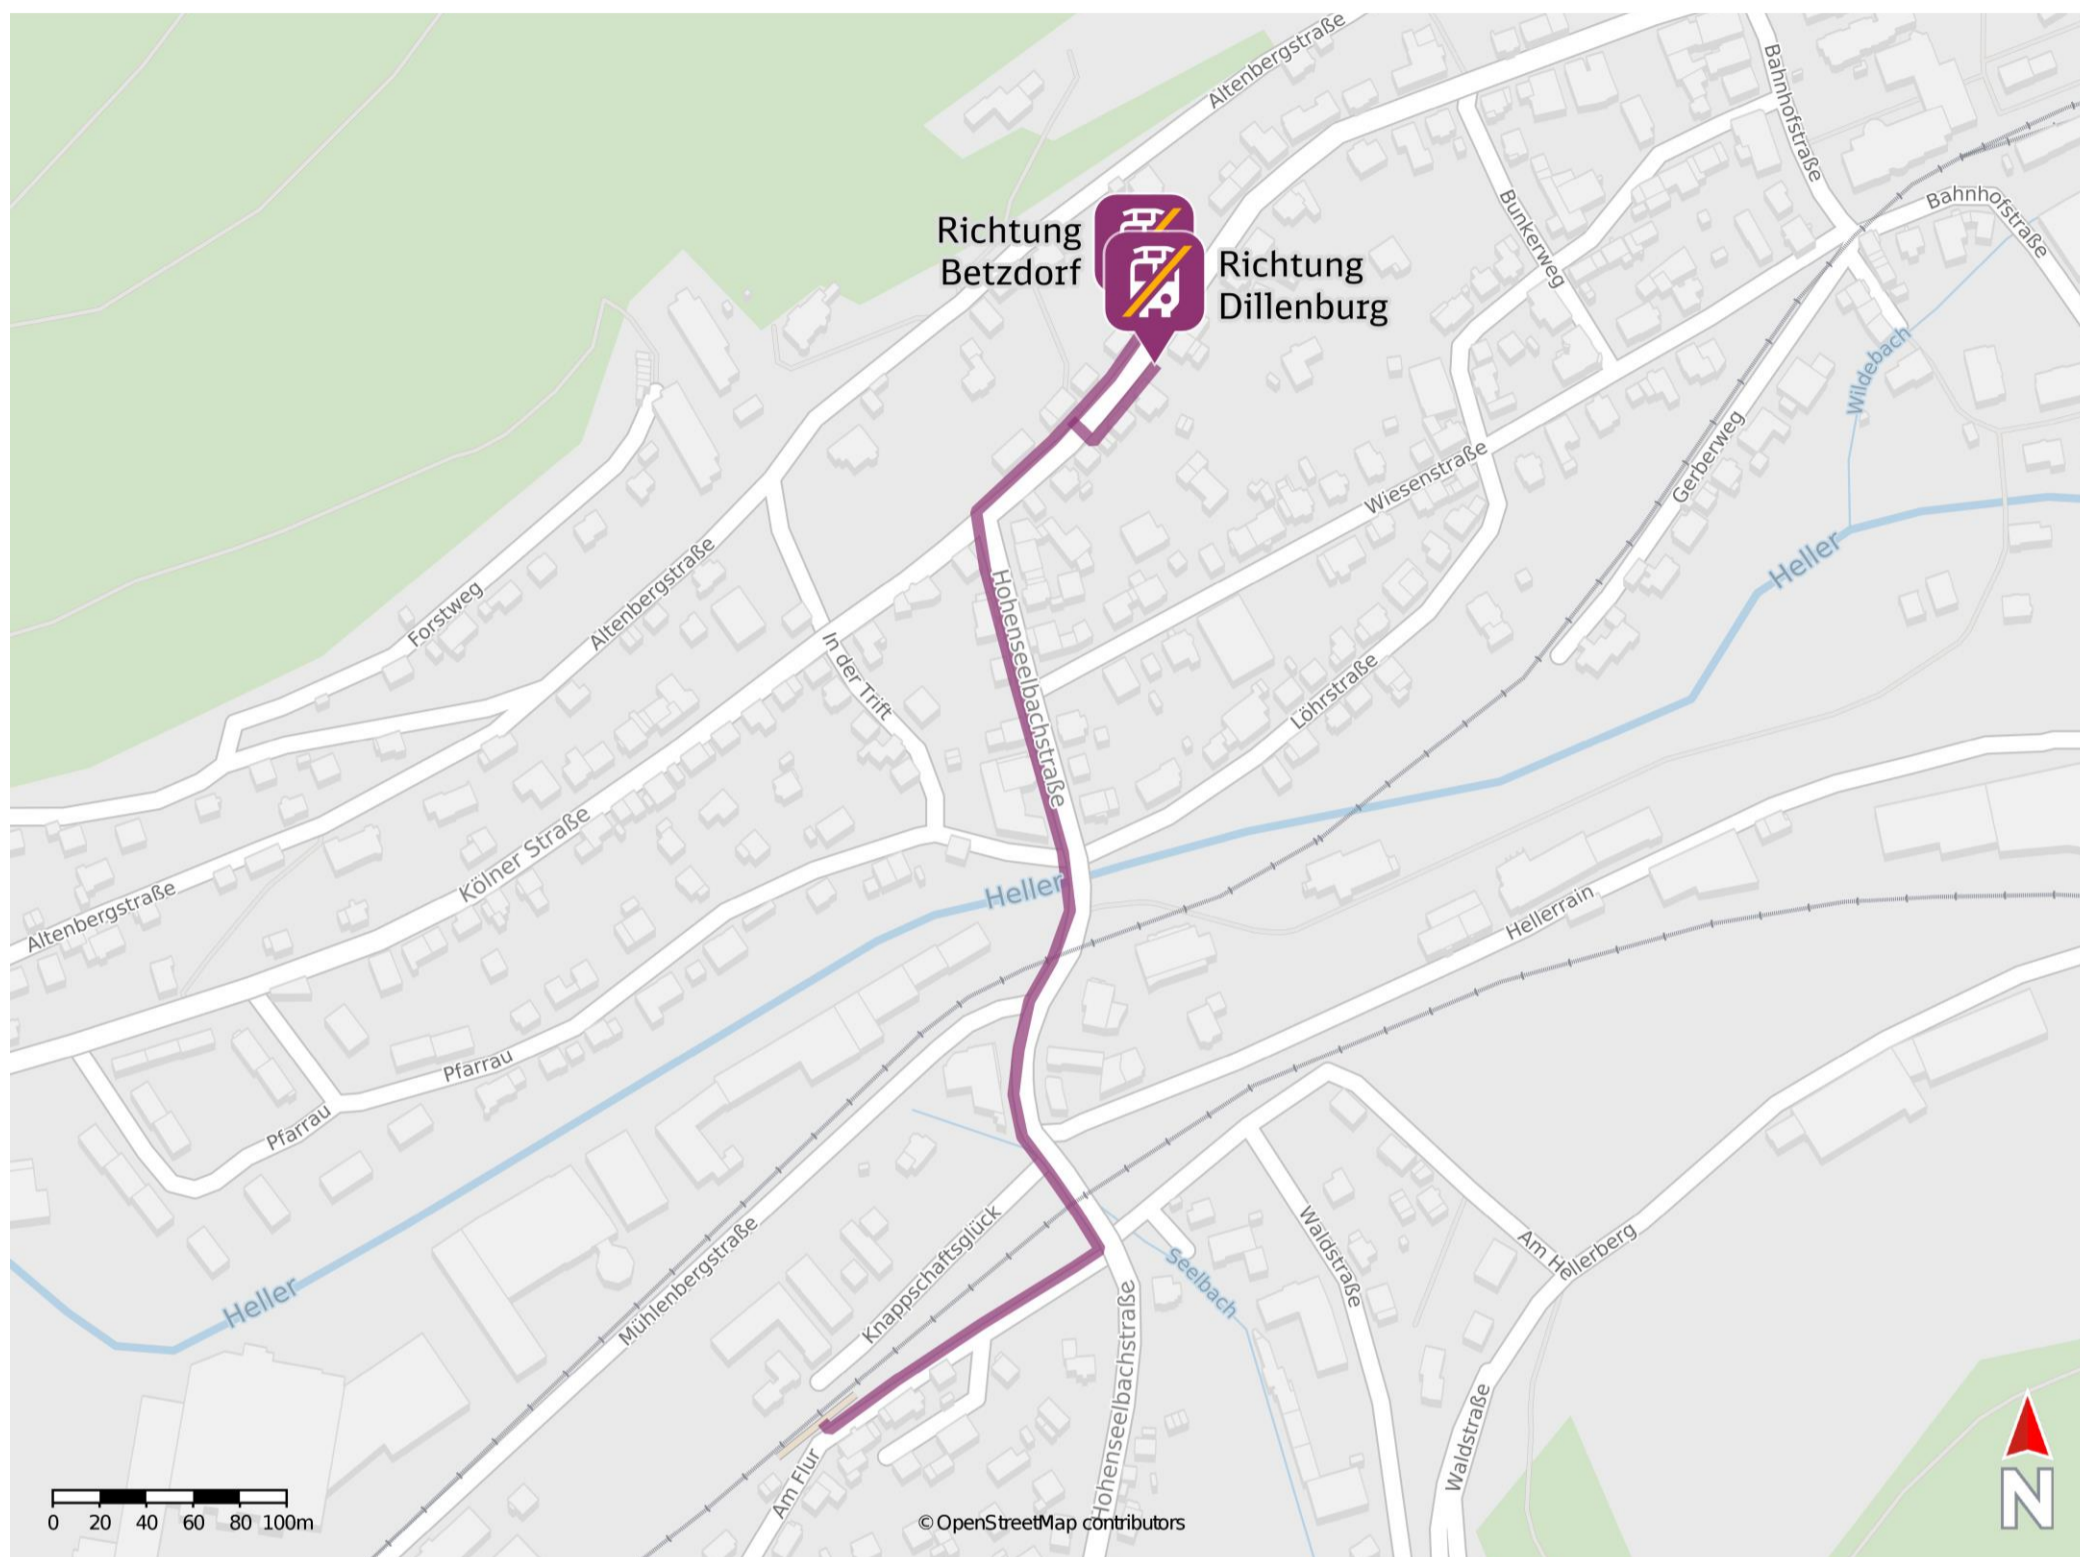 Altenbergstraße
Bahnhofstraße
Bahnhofstraße
Bunkerweg
Richtung
Betzdorf
Richtung
Dillenburg
Wildebach
Gerberweg
Wiesenstraße
Heller
Forstweg
Altenbergstraße
Hohenseelbachstraße
In der Trift
Löhrstraße
Kölner Straße
Altenbergstraße
Heller
Hellerrain
Pfarrau
Pfarrau
Knappschaftsglück
Waldstraße
Am Hellerberg
Seelbach
Mühlenbergstraße
Heller
Hohenseelbachstraße
Waldstraße
Am Flur
N
0 20 40 60 80 100m
© OpenStreetMap contributors